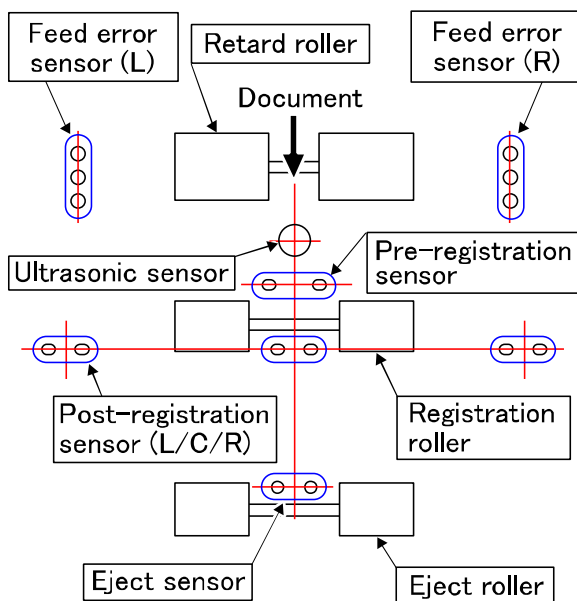 Feed error
sensor (L)
Retard roller
Feed error
sensor (R)
Document
Ultrasonic sensor
Pre-registration
sensor
Post-registration
sensor (L/C/R)
Registration
roller
Eject sensor
Eject roller